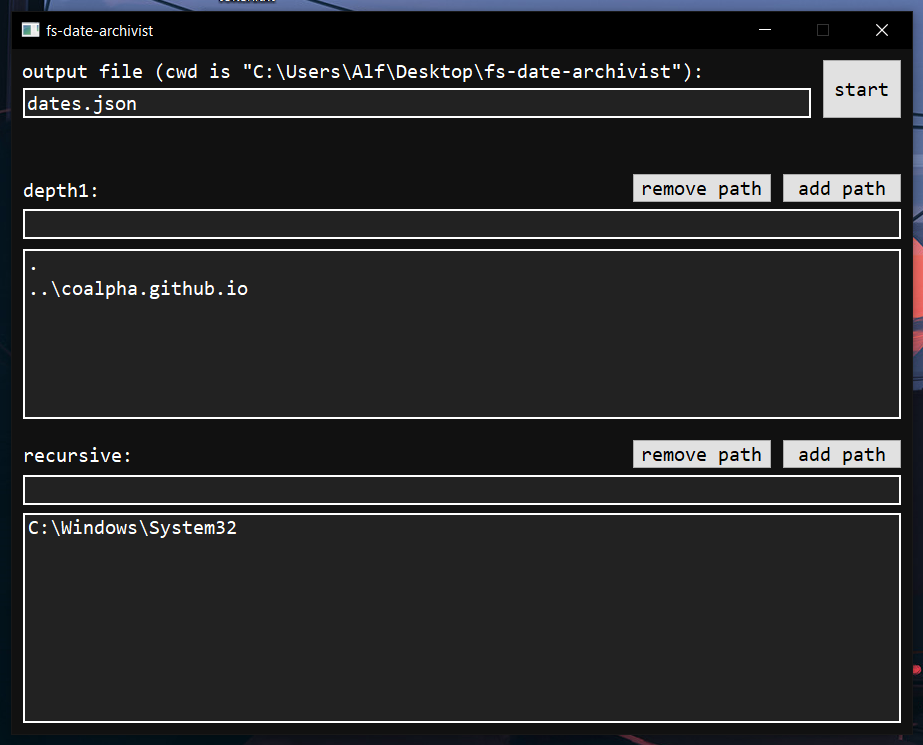 fs-date-archivist
output file (cwd is "C:\Users\Alf\Desktop\fs-date-archivist"):
start
dates.json
depth1:
remove path
add path
.
..\coalpha.github.io
recursive:
remove path
add path
C:\Windows\System32